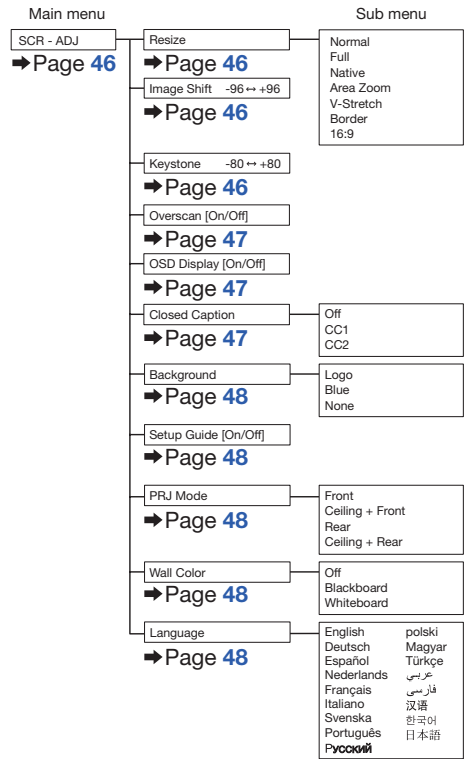 Main menu
Sub menu
SCR - ADJ
➡Page 46
Resize
➡Page 46
Normal
Full
Native
Area Zoom
V-Stretch
Border
16:9
Image Shift -96↔+96
➡Page 46
Keystone -80↔+80
➡Page 46
Overscan [On/Off]
➡Page 47
OSD Display [On/Off]
➡Page 47
Closed Caption
➡Page 47
Off
CC1
CC2
Background
➡Page 48
Logo
Blue
None
Setup Guide [On/Off]
➡Page 48
PRJ Mode
➡Page 48
Front
Ceiling + Front
Rear
Ceiling + Rear
Wall Color
➡Page 48
Off
Blackboard
Whiteboard
Language
➡Page 48
English
Deutsch
Español
Nederlands
Français
Italiano
Svenska
Português
Русский
polski
Magyar
Türkçe
عربي
فارسی
汉语
한국어
日本語